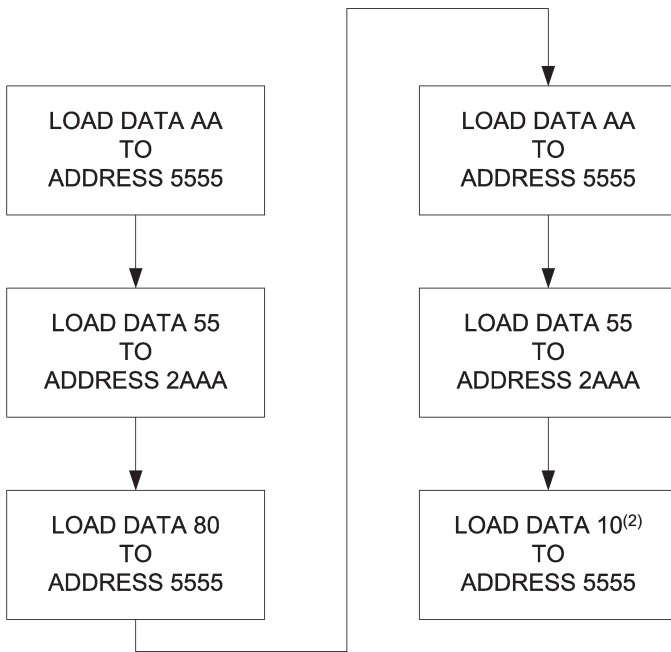 LOAD DATA AA
TO
ADDRESS 5555
LOAD DATA 55
TO
ADDRESS 2AAA
LOAD DATA 80
TO
ADDRESS 5555
LOAD DATA AA
TO
ADDRESS 5555
LOAD DATA 55
TO
ADDRESS 2AAA
LOAD DATA 10(2)
TO
ADDRESS 5555